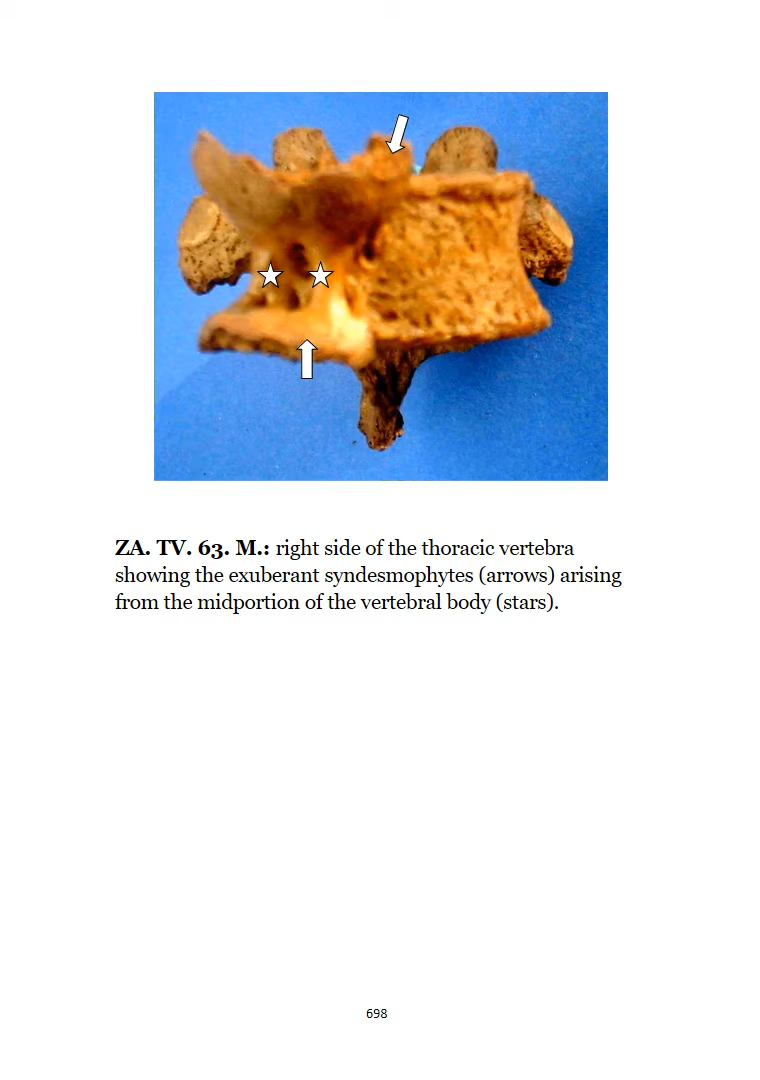 ZA. TV. 63. M.: right side of the thoracic vertebra
showing the exuberant syndesmophytes (arrows) arising
from the midportion of the vertebral body (stars).
698